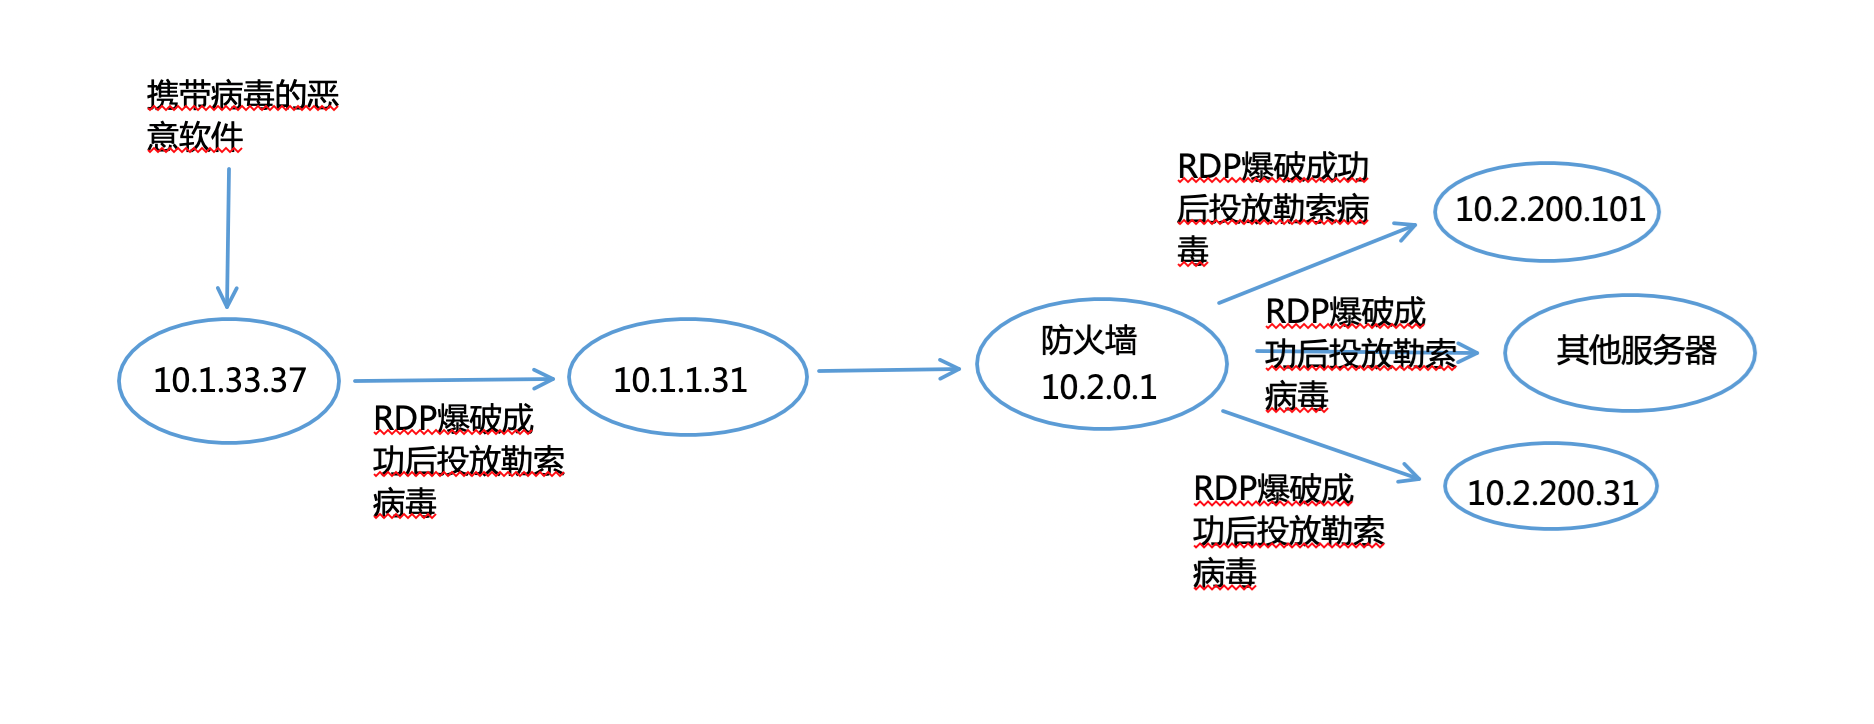 携带病毒的恶
意软件
10.1.33.37
RDP爆破成
功后投放勒索
病毒
10.1.1.31
防火墙
10.2.0.1
RDP爆破成功
后投放勒索病
毒
10.2.200.101
RDP爆破成
功后投放勒索
病毒
其他服务器
RDP爆破成
功后投放勒索
病毒
10.2.200.31